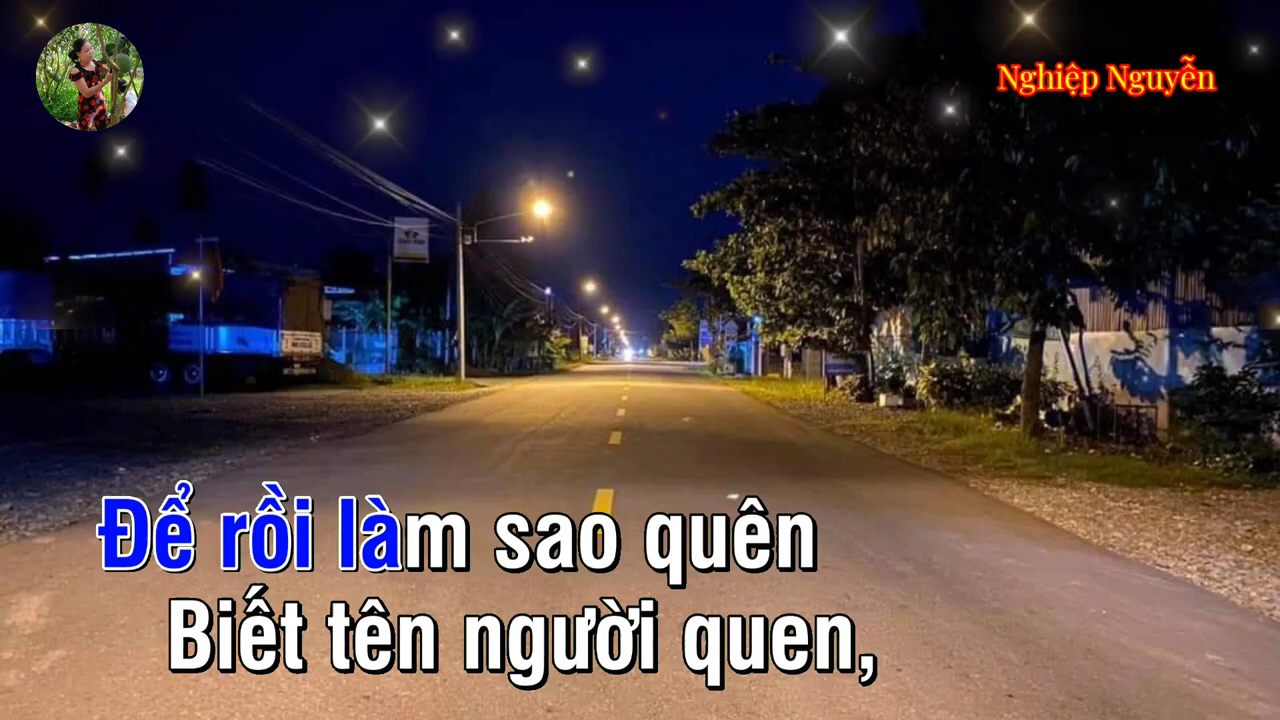 Nghiệp Nguyễn
Để rồi làm sao quên
Biết tên người quen,